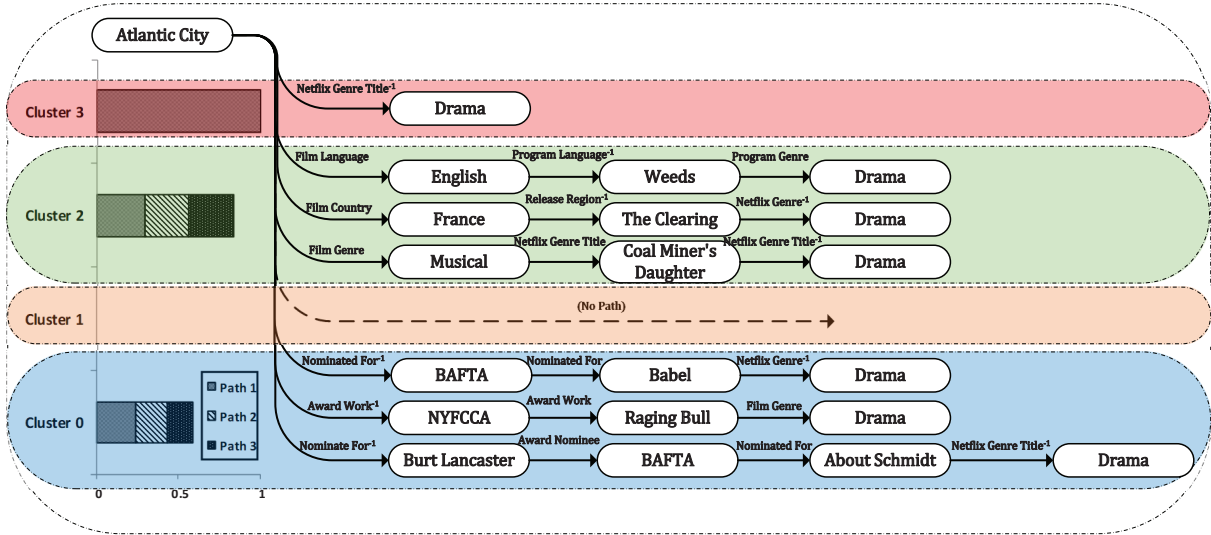 Atlantic City
Netflix Genre Title-1
Cluster 3
Drama
Film Language
Program Language-1
Program Genre
English
Weeds
Drama
Film Country
Release Region-1
Netflix Genre-1
Cluster 2
France
The Clearing
Drama
Film Genre
Netflix Genre Title
Netflix Genre Title-1
Musical
Coal Miner's
Daughter
Drama
(No Path)
Cluster 1
Nominated For-1
Nominated For
Netflix Genre-1
BAFTA
Babel
Drama
Path 1
Path 2
Path 3
Award Work-1
Award Work
Film Genre
Cluster 0
NYFCCA
Raging Bull
Drama
Nominate For-1
Award Nominee
Nominated For
Netflix Genre Title-1
Burt Lancaster
BAFTA
About Schmidt
Drama
0
0.5
1